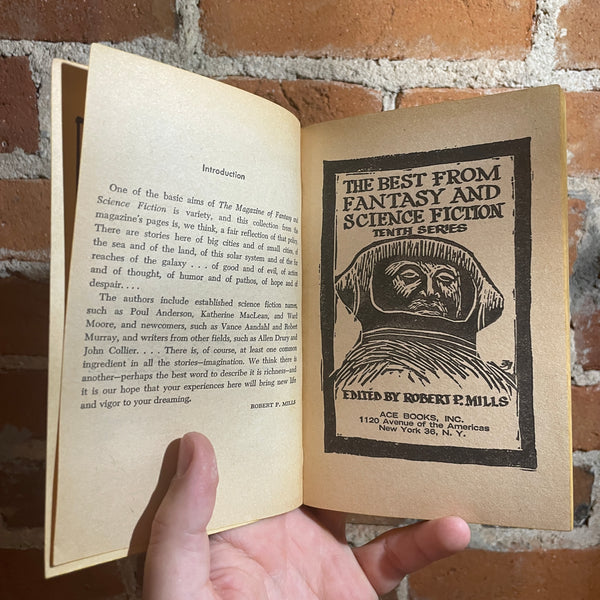 Introduction
One of the basic aims of The Magazine of Fantasy and
Science Fiction is variety, and this collection from the
magazine's pages is, we think, a fair reflection of that policy.
There are stories here of big cities and of small cities, of
the sea and of the land, of this solar system and of the far
reaches of the galaxy . . . of good and of evil, of action
and of thought, of humor and of pathos, of hope and of
despair. . . .
The authors include established science fiction names,
such as Poul Anderson, Katherine MacLean, and Ward
Moore, and newcomers, such as Vance Aandahl and Robert
Murray, and writers from other fields, such as Allen Drury and
John Collier. . . . There is, of course, at least one common
ingredient in all the stories—imagination. We think there is
another—perhaps the best word to describe it is richness—and
it is our hope that your experiences here will bring new life
and vigor to your dreaming.
ROBERT P. MILLS
THE BEST FROM
FANTASY AND
SCIENCE FICTION
TENTH SERIES
EDITED BY ROBERT P. MILLS
ACE BOOKS, INC.
1120 Avenue of the Americas
New York 36, N. Y.